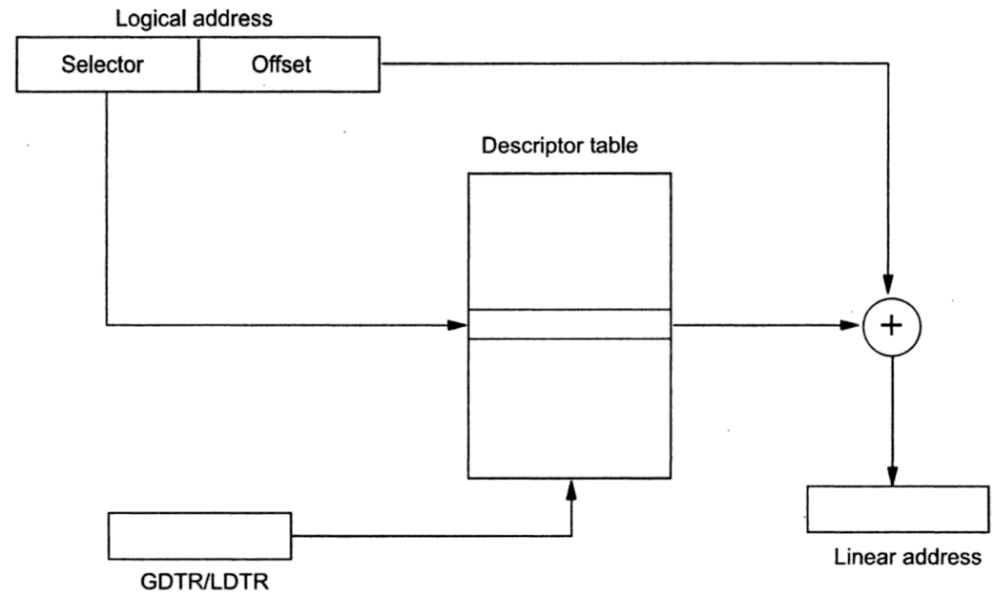 Logical address
Selector
Offset
Descriptor table
+
GDTR/LDTR
Linear address